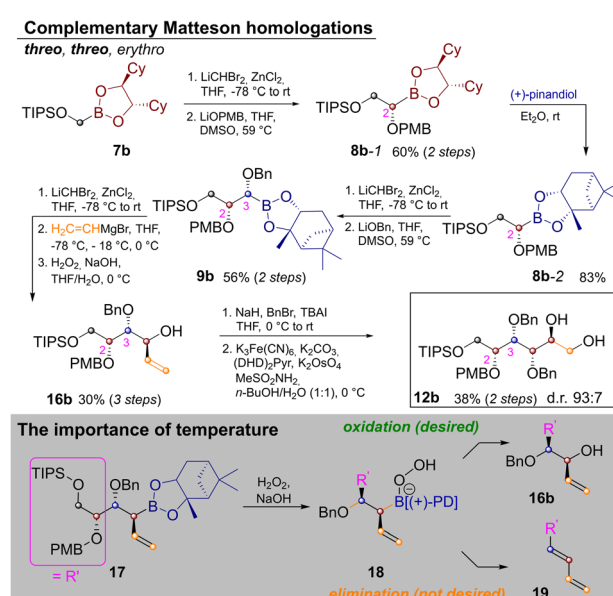 Complementary Matteson homologations
threo, threo, erythro
Cy
Cy
O
B
O
TIPSO
7b
1. LiCHBr2, ZnCl2,
THF, -78 °C to rt
2. LiOPMB, THF,
DMSO, 59 °C
Cy
Cy
O
B
O
TIPSO
2
OPMB
8b-1 60% (2 steps)
(+)-pinandiol
Et2O, rt
O
B
O
TIPSO
2
OPMB
8b-2 83%
1. LiCHBr2, ZnCl2,
THF, -78 °C to rt
2. LiOBn, THF,
DMSO, 59 °C
OBn
3
TIPSO
2
PMBO
B
O
O
9b 56% (2 steps)
1. LiCHBr2, ZnCl2,
THF, -78 °C to rt
2. H2C=CHMgBr, THF,
-78 °C, - 18 °C, 0 °C
3. H2O2, NaOH,
THF/H2O, 0 °C
BnO
TIPSO
3
OH
2
PMBO
16b 30% (3 steps)
1. NaH, BnBr, TBAI
THF, 0 °C to rt
2. K3Fe(CN)6, K2CO3,
(DHD)2Pyr, K2OsO4
MeSO2NH2,
n-BuOH/H2O (1:1), 0 °C
OBn OH
TIPSO
2
3
OH
PMBO
OBn
12b
38% (2 steps) d.r. 93:7
The importance of temperature
TIPSO
OBn
B
O
O
PMBO
= R'
17
H2O2,
NaOH
oxidation (desired)
OH
O
R'
⊖
B[(+)-PD]
BnO
18
elimination (not desired)
R'
OH
BnO
16b
R'
19